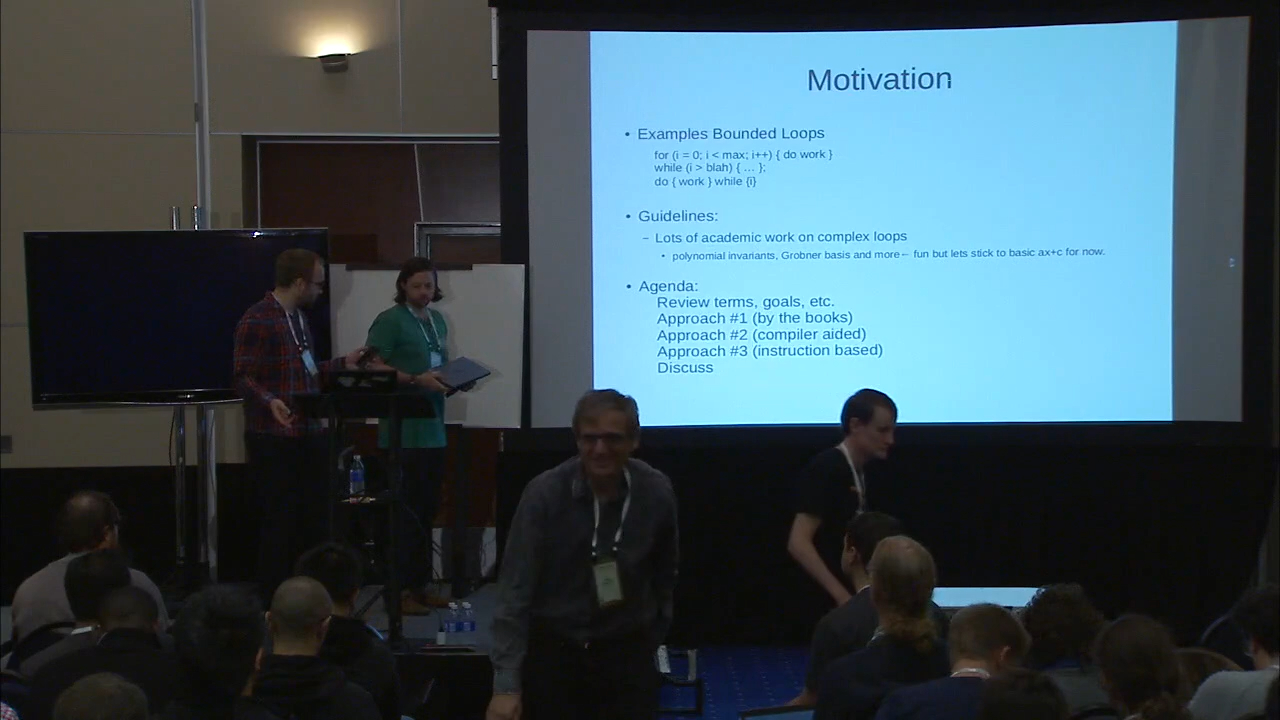 Motivation
• Examples Bounded Loops
for (i = 0; i < max; i++) { do work }
while (i > blah) { ... };
do { work } while {i}
• Guidelines:
– Lots of academic work on complex loops
• polynomial invariants, Grobner basis and more – fun but lets stick to basic ax+c for now.
• Agenda:
Review terms, goals, etc.
Approach #1 (by the books)
Approach #2 (compiler aided)
Approach #3 (instruction based)
Discuss